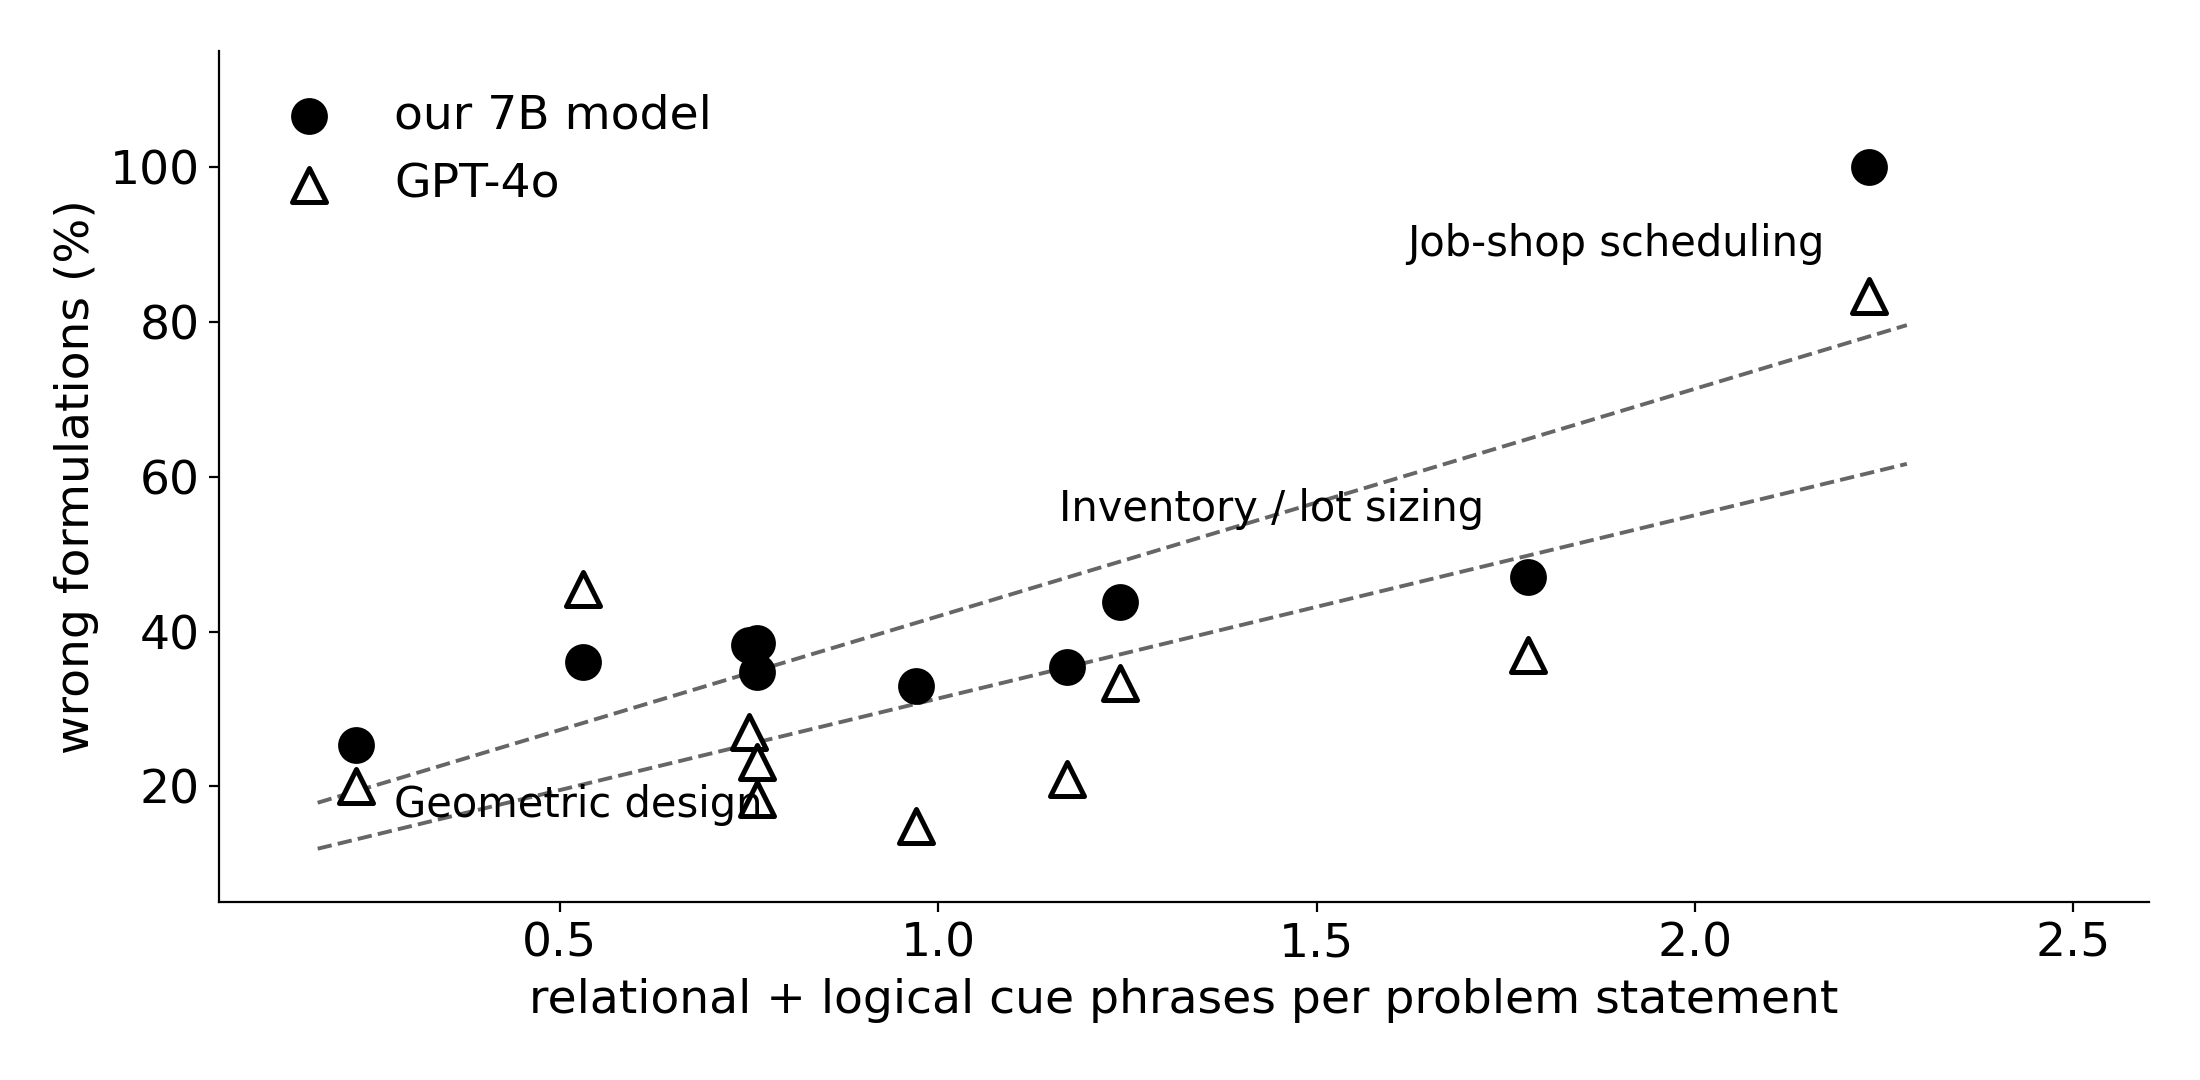 our 7B model
GPT-4o
wrong formulations (%)
100
80
60
40
20
Job-shop scheduling
Inventory / lot sizing
Geometric design
0.5
1.0
1.5
2.0
2.5
relational + logical cue phrases per problem statement